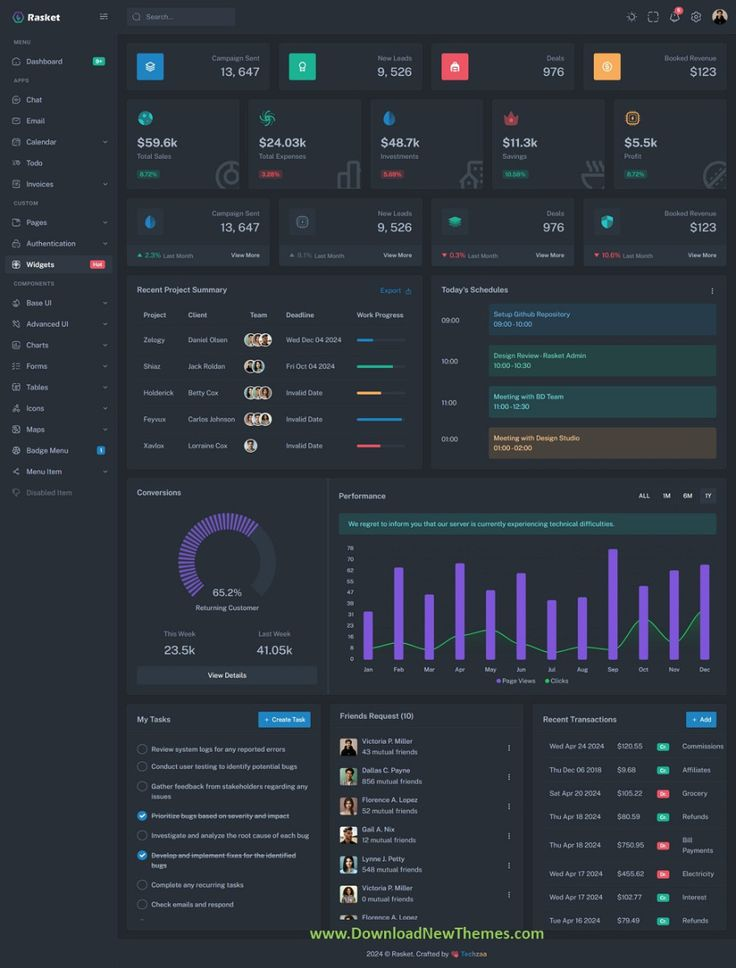 Rasket
Search...
5
MENU
Dashboard
9+
APPS
Chat
Email
Calendar
Todo
Invoices
CUSTOM
Pages
Authentication
Widgets
Hot
COMPONENTS
Base UI
Advanced UI
Charts
Forms
Tables
Icons
Maps
Badge Menu
1
Menu Item
Disabled Item
Campaign Sent
13, 647
New Leads
9, 526
Deals
976
Booked Revenue
$123
$59.6k
Total Sales
8.72%
$24.03k
Total Expenses
3.28%
$48.7k
Investments
5.69%
$11.3k
Savings
10.58%
$5.5k
Profit
8.72%
Campaign Sent
13, 647
2.3% Last Month
View More
New Leads
9, 526
8.1% Last Month
View More
Deals
976
0.3% Last Month
View More
Booked Revenue
$123
10.6% Last Month
View More
Recent Project Summary
Export
Project Client Team Deadline Work Progress
Zelogy Daniel Olsen Wed Dec 04 2024
Shiaz Jack Roldan Fri Oct 04 2024
Holderick Betty Cox Invalid Date
Feyvux Carlos Johnson Invalid Date
Xavlox Lorraine Cox Invalid Date
Today's Schedules
09:00
Setup Github Repository
09:00 - 10:00
10:00
Design Review - Rasket Admin
10:00 - 10:30
11:00
Meeting with BD Team
11:00 - 12:30
01:00
Meeting with Design Studio
01:00 - 02:00
Conversions
65.2%
Returning Customer
This Week
23.5k
Last Week
41.05k
View Details
Performance
ALL 1M 6M 1Y
We regret to inform you that our server is currently experiencing technical difficulties.
78
70
62
55
47
39
31
23
16
8
0
Jan Feb Mar Apr May Jun Jul Aug Sep Oct Nov Dec
Page Views Clicks
My Tasks
+ Create Task
Review system logs for any reported errors
Conduct user testing to identify potential bugs
Gather feedback from stakeholders regarding any
issues
Prioritize bugs based on severity and impact
Investigate and analyze the root cause of each bug
Develop and implement fixes for the identified
bugs
Complete any recurring tasks
Check emails and respond
Friends Request (10)
Victoria P. Miller
43 mutual friends
Dallas C. Payne
856 mutual friends
Florence A. Lopez
52 mutual friends
Gail A. Nix
12 mutual friends
Lynne J. Petty
548 mutual friends
Victoria P. Miller
0 mutual friends
Florence A. Lopez
Recent Transactions
+ Add
Wed Apr 24 2024 $120.55 Cr Commissions
Thu Dec 06 2018 $9.68 Cr Affiliates
Sat Apr 20 2024 $105.22 Dr Grocery
Thu Apr 18 2024 $80.59 Cr Refunds
Thu Apr 18 2024 $750.95 Dr Bill
Payments
Wed Apr 17 2024 $455.62 Dr Electricity
Wed Apr 17 2024 $102.77 Cr Interest
Tue Apr 16 2024 $79.49 Cr Refunds
www.DownloadNewThemes.com
2024 © Rasket. Crafted by Techzaa